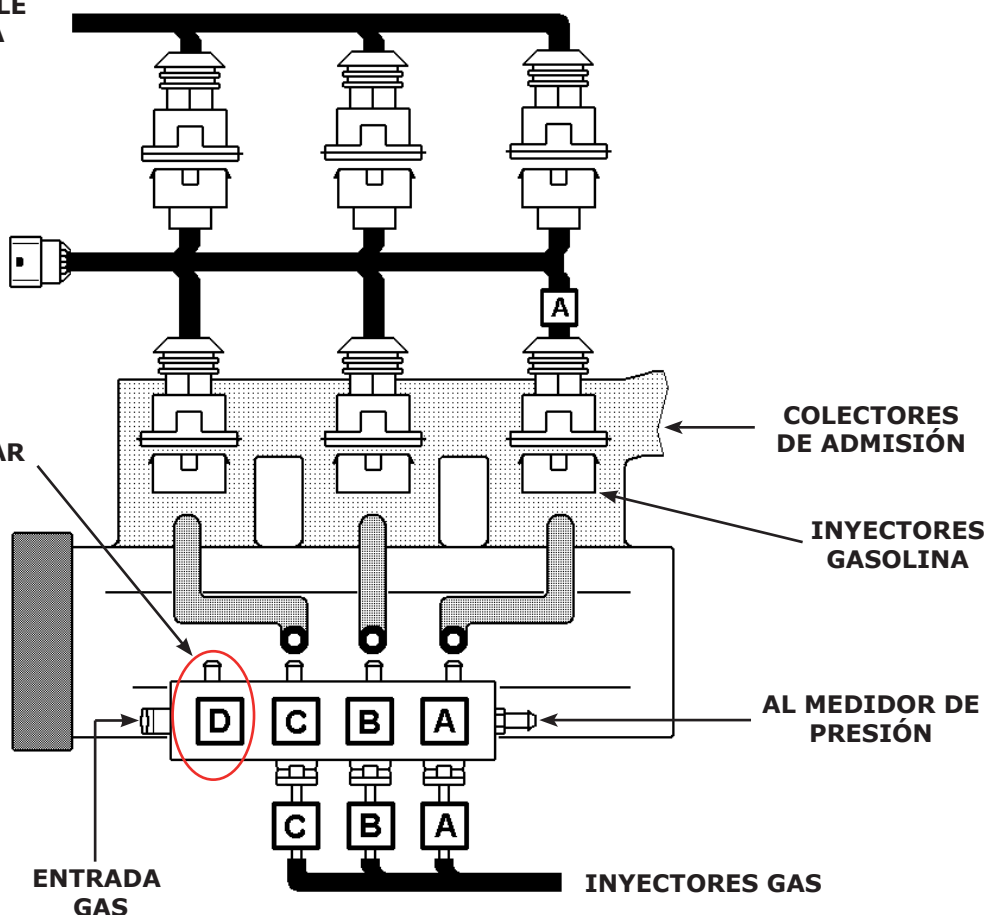 A
COLECTORES
DE ADMISIÓN
INYECTORES
GASOLINA
D C B A
AL MEDIDOR DE
PRESIÓN
C B A
ENTRADA
GAS
INYECTORES GAS